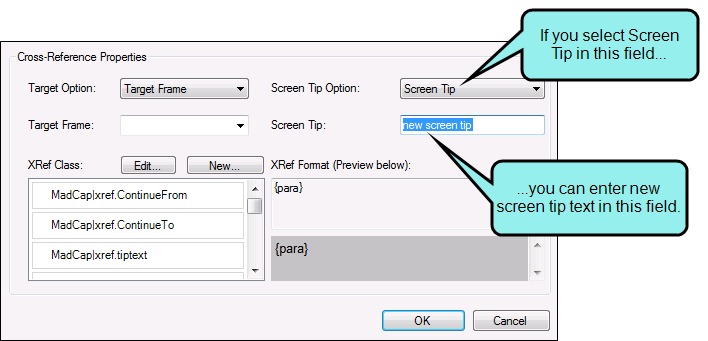 If you select Screen
Tip in this field...
Cross-Reference Properties
Target Option: Target Frame Screen Tip Option: Screen Tip
Target Frame: Screen Tip: new screen tip
XRef Class: Edit... New... XRef Format (Preview below):
...you can enter new
screen tip text in this field.
MadCap|xref.ContinueFrom {para}
MadCap|xref.ContinueTo
MadCap|xref.tiptext {para}
OK Cancel